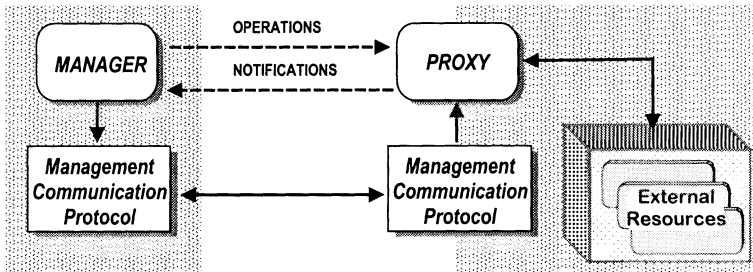 OPERATIONS
MANAGER
PROXY
NOTIFICATIONS
Management
Communication
Protocol
Management
Communication
Protocol
External
Resources